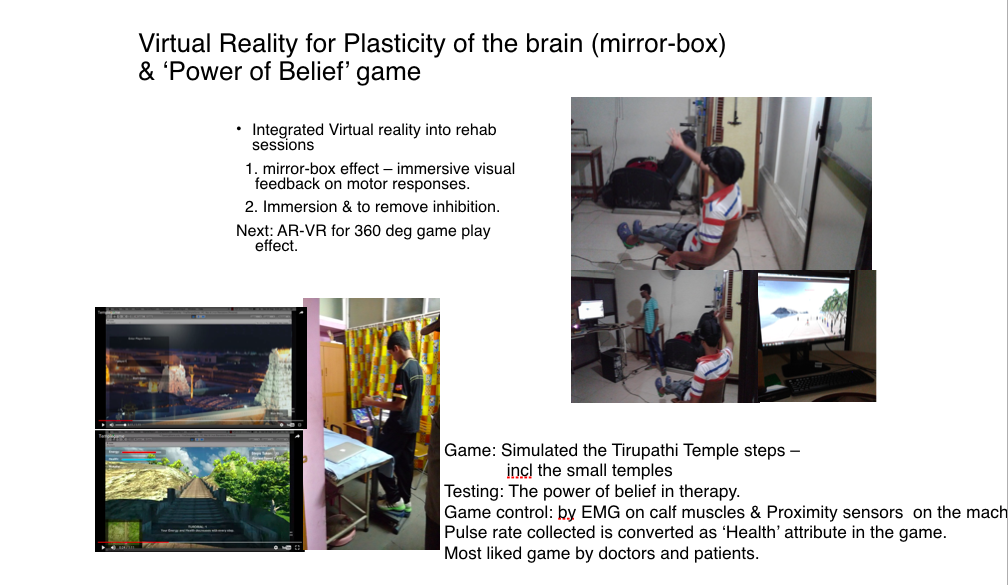 Virtual Reality for Plasticity of the brain (mirror-box)
& ‘Power of Belief’ game
• Integrated Virtual reality into rehab
sessions
1. mirror-box effect – immersive visual
feedback on motor responses.
2. Immersion & to remove inhibition.
Next: AR-VR for 360 deg game play
effect.
Game: Simulated the Tirupathi Temple steps –
incl the small temples
Testing: The power of belief in therapy.
Game control: by EMG on calf muscles & Proximity sensors on the mach
Pulse rate collected is converted as ‘Health’ attribute in the game.
Most liked game by doctors and patients.